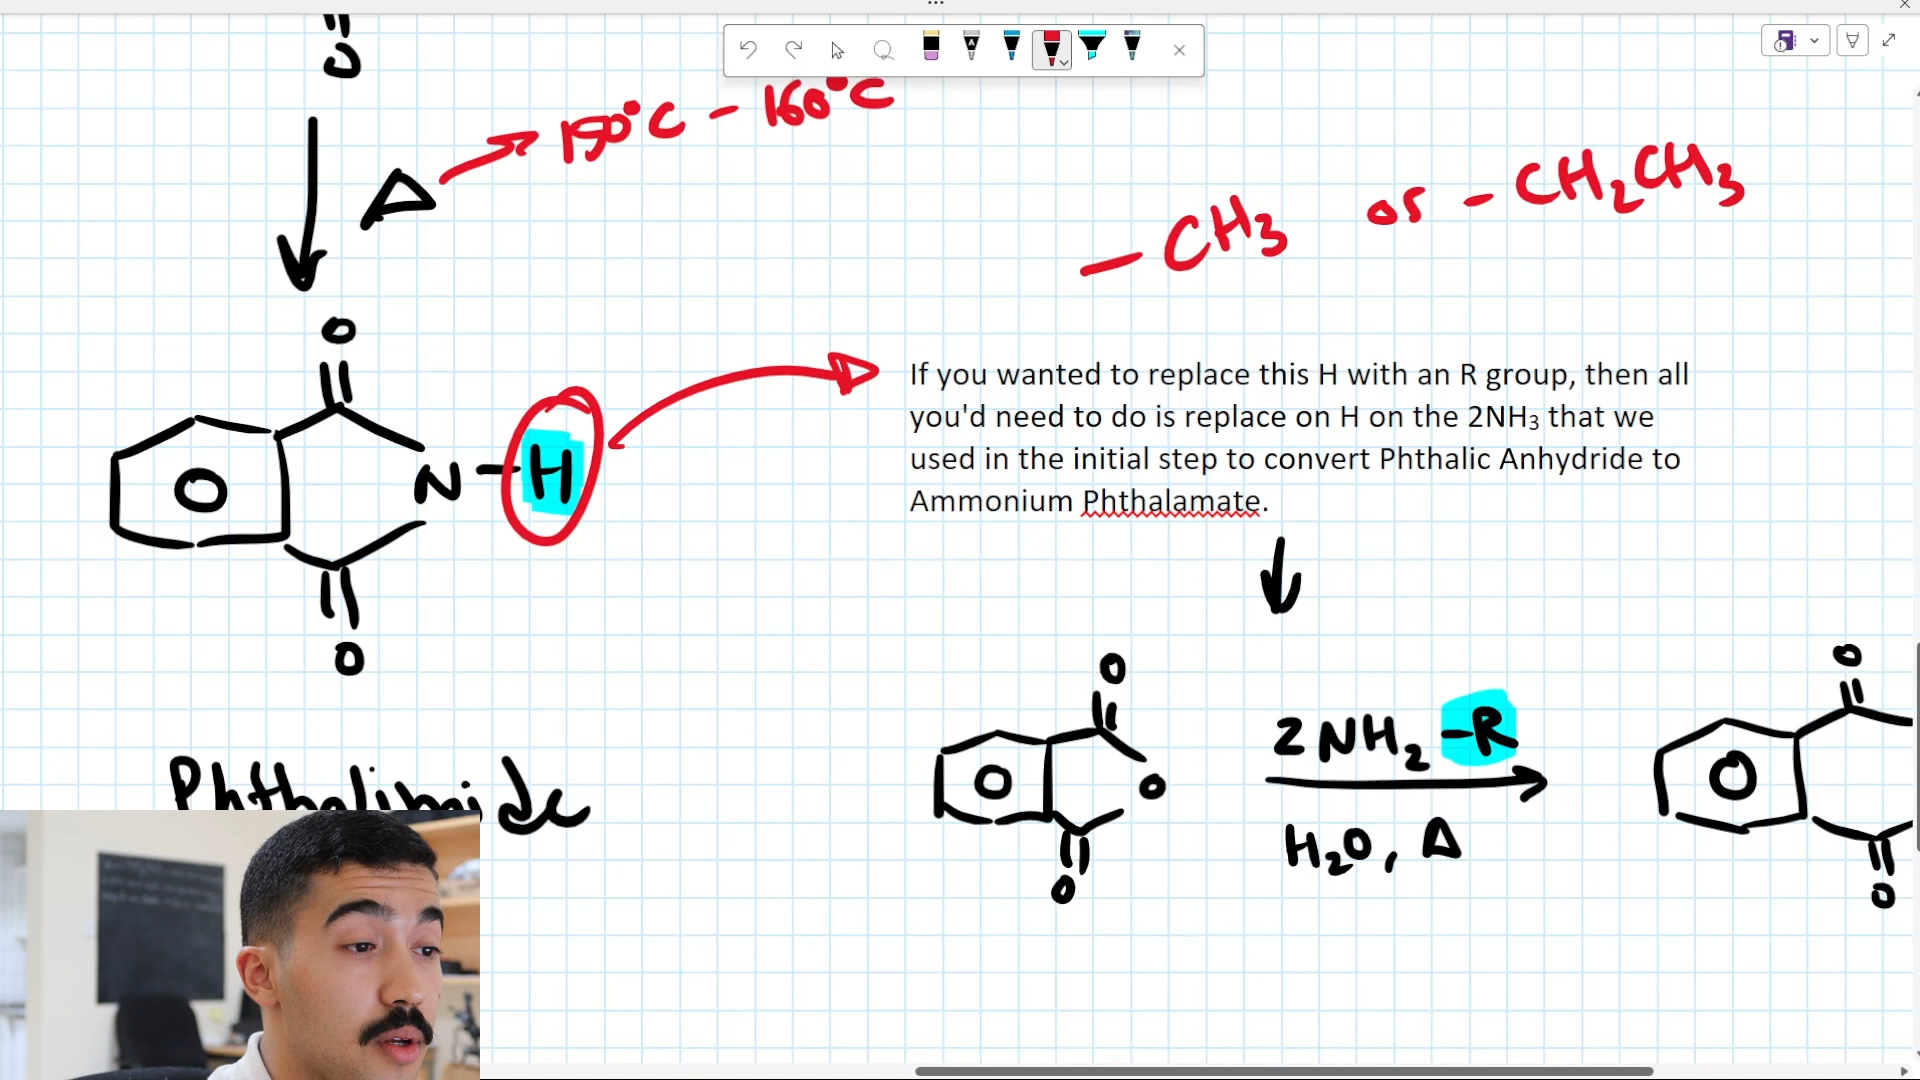 O
150°C - 160°C
Δ
- CH3 or - CH2CH3
O
If you wanted to replace this H with an R group, then all
you'd need to do is replace on H on the 2NH₃ that we
used in the initial step to convert Phthalic Anhydride to
Ammonium Phthalamate.
O
N - H
O
Phthalimide
O
O
O
O
2NH2 -R
H2O, Δ
O
O
O